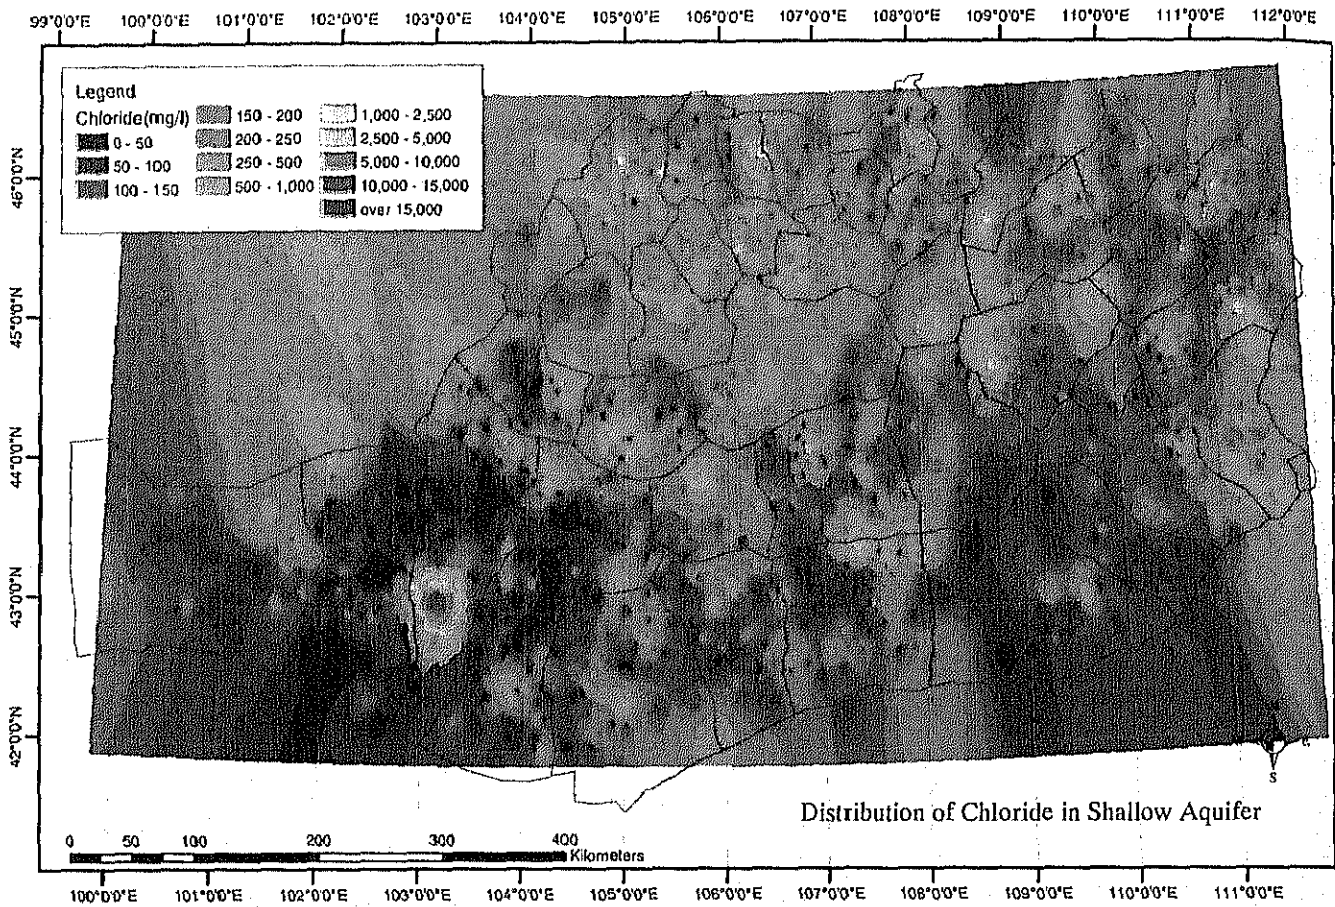 99°0'0"E 100°0'0"E 101°0'0"E 102°0'0"E 103°0'0"E 104°0'0"E 105°0'0"E 106°0'0"E 107°0'0"E 108°0'0"E 109°0'0"E 110°0'0"E 111°0'0"E 112°0'0"E
Legend
Chloride(mg/l)
0 - 50
50 - 100
100 - 150
150 - 200
200 - 250
250 - 500
500 - 1,000
1,000 - 2,500
2,500 - 5,000
5,000 - 10,000
10,000 - 15,000
over 15,000
46°0'0"N
45°0'0"N
44°0'0"N
43°0'0"N
42°0'0"N
S
Distribution of Chloride in Shallow Aquifer
0 50 100 200 300 400
Kilometers
100°0'0"E 101°0'0"E 102°0'0"E 103°0'0"E 104°0'0"E 105°0'0"E 106°0'0"E 107°0'0"E 108°0'0"E 109°0'0"E 110°0'0"E 111°0'0"E